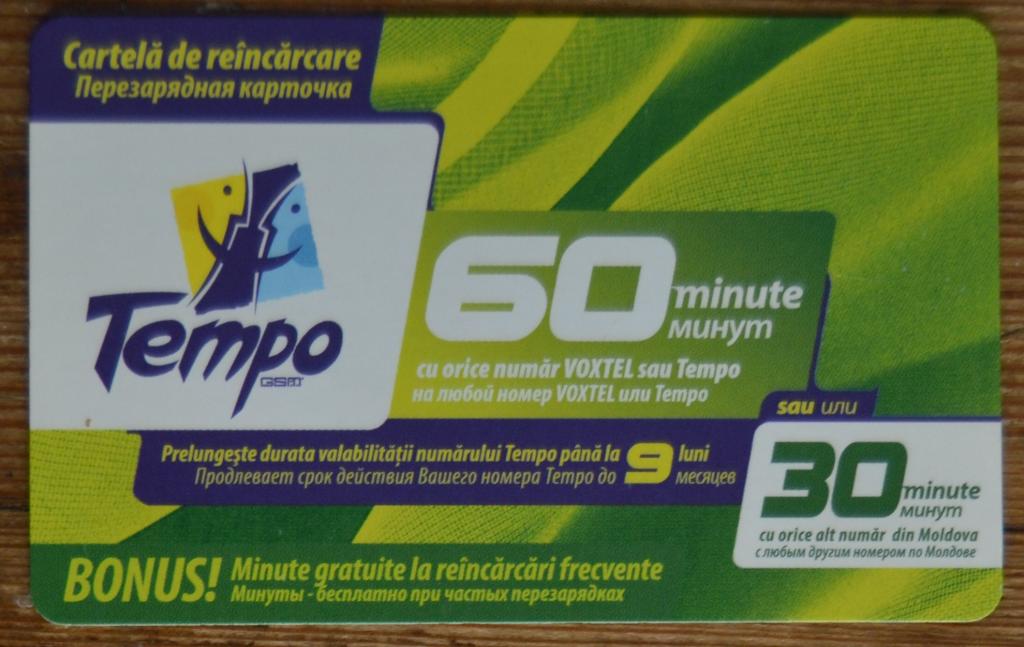 Cartelă de reîncărcare
Перезарядная карточка
Tempo
GSM
60 minute
минут
cu orice număr VOXTEL sau Tempo
на любой номер VOXTEL или Tempo
sau или
30 minute
минут
cu orice alt număr din Moldova
с любым другим номером по Молдове
Prelungeşte durata valabilităţii numărului Tempo până la 9 luni
Продлевает срок действия Вашего номера Tempo до 9 месяцев
BONUS! Minute gratuite la reîncărcări frecvente
Минуты - бесплатно при частых перезарядках